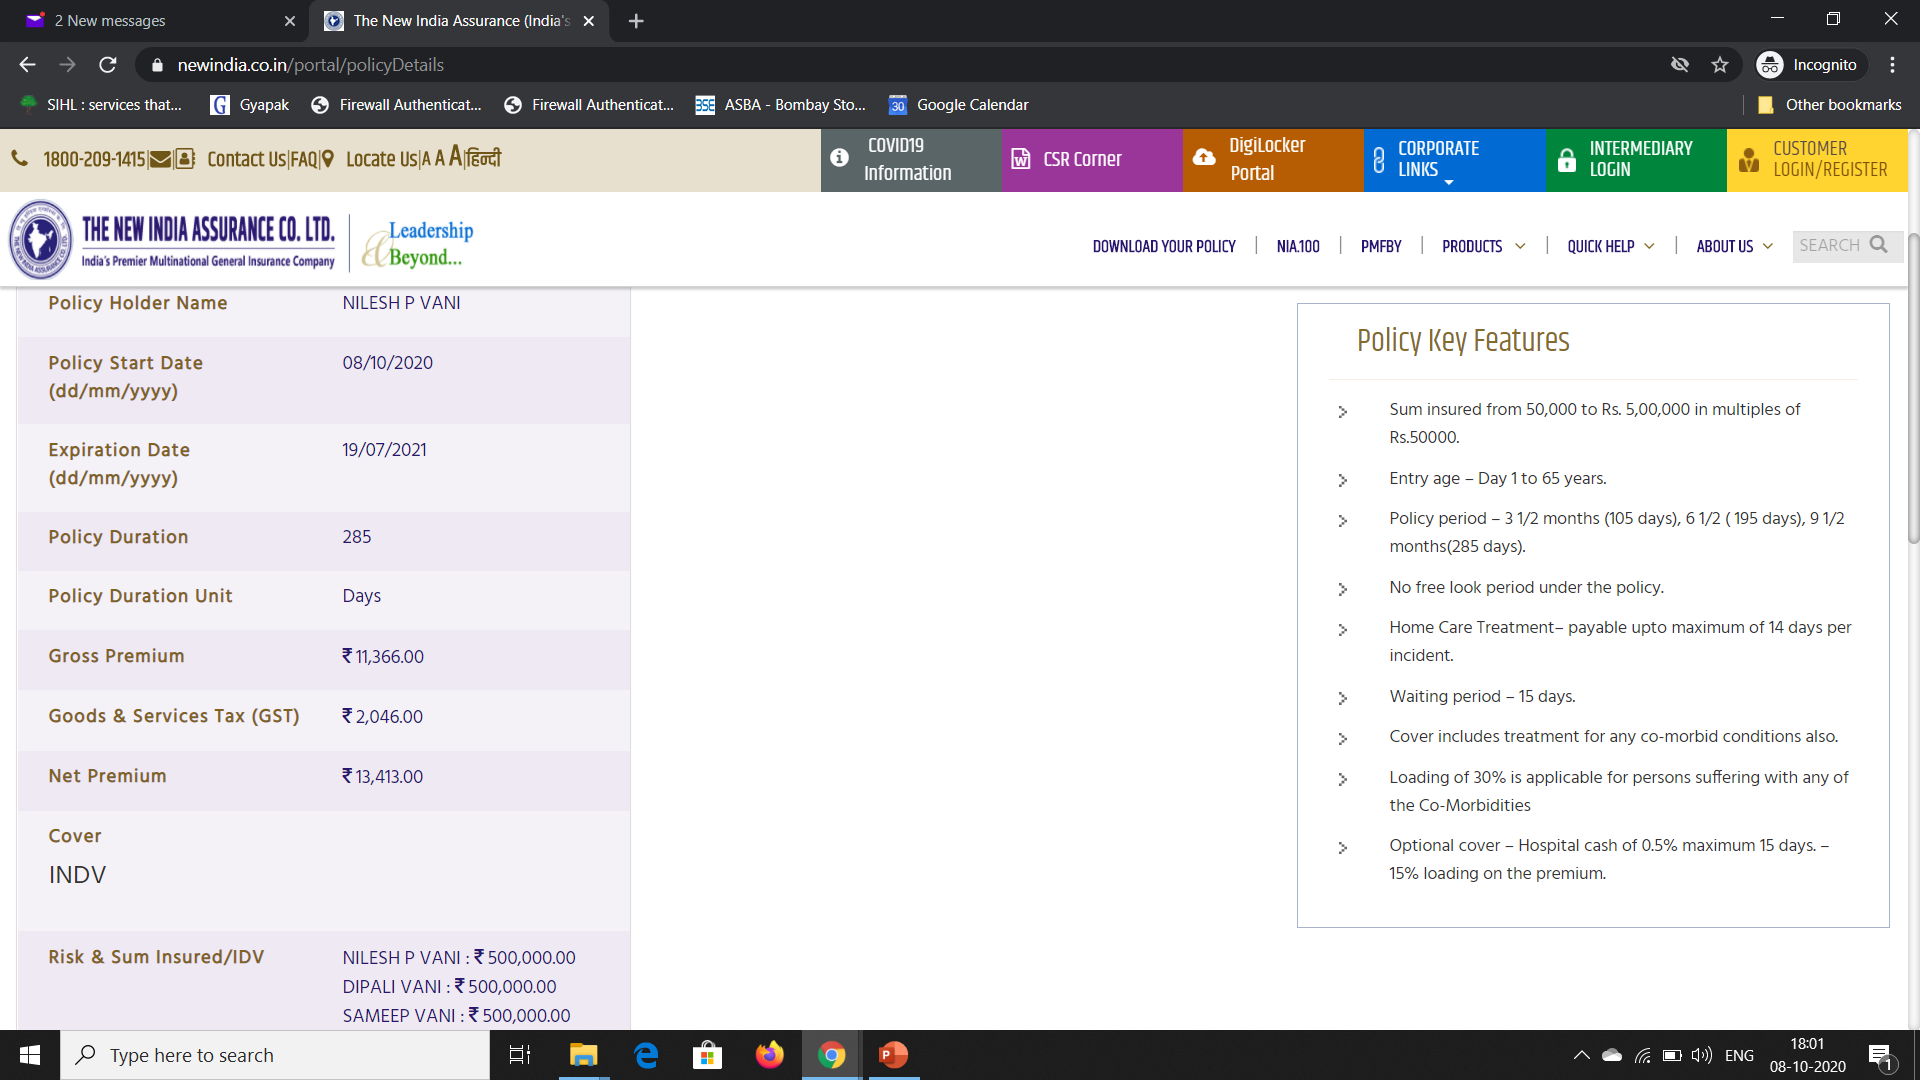 2 New messages
The New India Assurance (India's
newindia.co.in/portal/policyDetails
Incognito
SIHL : services that...
Gyapak
Firewall Authenticat...
Firewall Authenticat...
BSE
ASBA - Bombay Sto...
30
Google Calendar
Other bookmarks
1800-209-1415|
|
Contact Us|FAQ|
Locate Us|A A A|हिन्दी
COVID19
Information
CSR Corner
DigiLocker
Portal
CORPORATE
LINKS
INTERMEDIARY
LOGIN
CUSTOMER
LOGIN/REGISTER
THE NEW INDIA ASSURANCE CO. LTD.
India's Premier Multinational General Insurance Company
Leadership
& Beyond...
DOWNLOAD YOUR POLICY
NIA.100
PMFBY
PRODUCTS
QUICK HELP
ABOUT US
SEARCH
Policy Holder Name NILESH P VANI
Policy Start Date 08/10/2020
(dd/mm/yyyy)
Expiration Date 19/07/2021
(dd/mm/yyyy)
Policy Duration 285
Policy Duration Unit Days
Gross Premium ₹ 11,366.00
Goods & Services Tax (GST) ₹ 2,046.00
Net Premium ₹ 13,413.00
Cover
INDV
Risk & Sum Insured/IDV NILESH P VANI : ₹ 500,000.00
DIPALI VANI : ₹ 500,000.00
SAMEEP VANI : ₹ 500,000.00
Policy Key Features
Sum insured from 50,000 to Rs. 5,00,000 in multiples of
Rs.50000.
Entry age – Day 1 to 65 years.
Policy period – 3 1/2 months (105 days), 6 1/2 ( 195 days), 9 1/2
months(285 days).
No free look period under the policy.
Home Care Treatment– payable upto maximum of 14 days per
incident.
Waiting period – 15 days.
Cover includes treatment for any co-morbid conditions also.
Loading of 30% is applicable for persons suffering with any of
the Co-Morbidities
Optional cover – Hospital cash of 0.5% maximum 15 days. –
15% loading on the premium.
Type here to search
ENG
18:01
08-10-2020
1